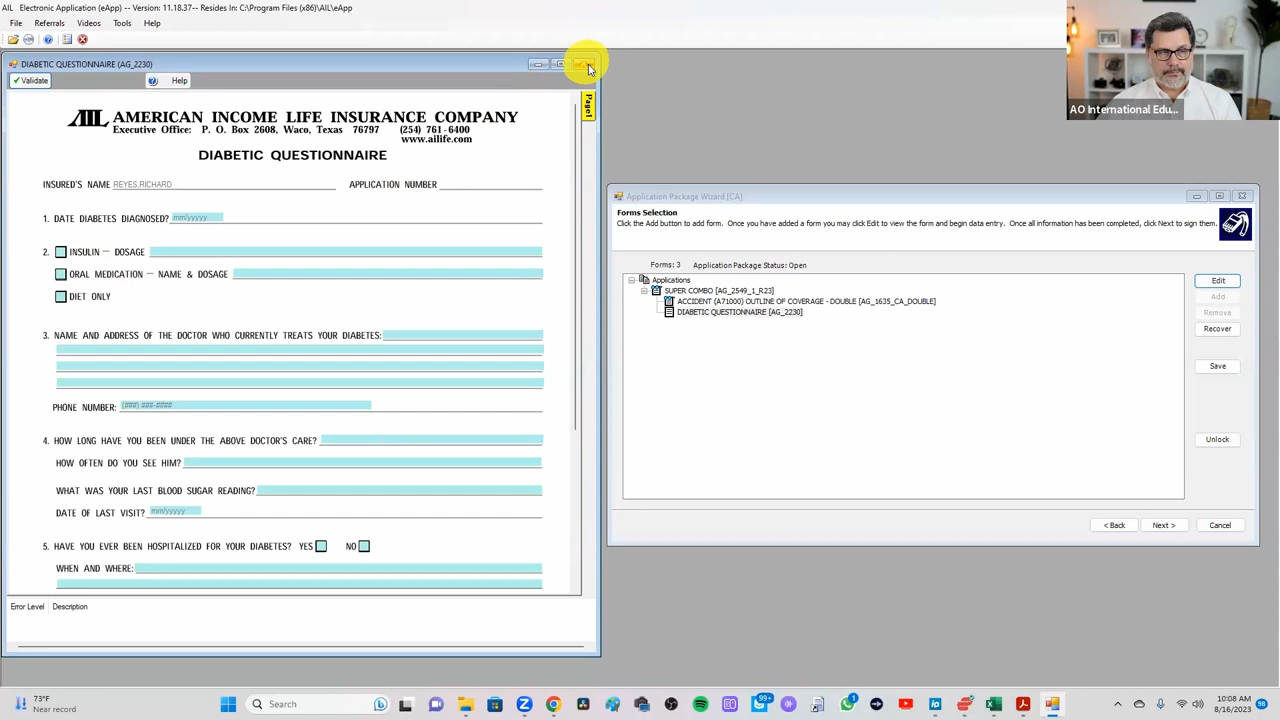 AIL   Electronic Application (eApp) -- Version: 11.18.37-- Resides In: C:\Program Files (x86)\AIL\eApp
File   Referrals   Videos   Tools   Help
DIABETIC QUESTIONNAIRE (AG_2230)
Validate   Help
Page1
AIL AMERICAN INCOME LIFE INSURANCE COMPANY
Executive Office: P. O. Box 2608, Waco, Texas 76797 (254) 761-6400
www.ailife.com
DIABETIC QUESTIONNAIRE
INSURED'S NAME REYES,RICHARD APPLICATION NUMBER
1. DATE DIABETES DIAGNOSED? mm/yyyyy
2. INSULIN — DOSAGE
ORAL MEDICATION — NAME & DOSAGE
DIET ONLY
3. NAME AND ADDRESS OF THE DOCTOR WHO CURRENTLY TREATS YOUR DIABETES:
PHONE NUMBER: (###) ###-####
4. HOW LONG HAVE YOU BEEN UNDER THE ABOVE DOCTOR'S CARE?
HOW OFTEN DO YOU SEE HIM?
WHAT WAS YOUR LAST BLOOD SUGAR READING?
DATE OF LAST VISIT? mm/yyyyy
5. HAVE YOU EVER BEEN HOSPITALIZED FOR YOUR DIABETES? YES NO
WHEN AND WHERE:
Error Level   Description
AO International Edu...
Application Package Wizard [CA]
Forms Selection
Click the Add button to add form. Once you have added a form you may click Edit to view the form and begin data entry. Once all information has been completed, click Next to sign them.
Forms: 3   Application Package Status: Open
Applications
SUPER COMBO [AG_2549_1_R23]
ACCIDENT (A71000) OUTLINE OF COVERAGE - DOUBLE [AG_1635_CA_DOUBLE]
DIABETIC QUESTIONNAIRE [AG_2230]
Edit
Add
Remove
Recover
Save
Unlock
< Back   Next >   Cancel
73°F
Near record
Search
99+
1
10:08 AM
8/16/2023
98